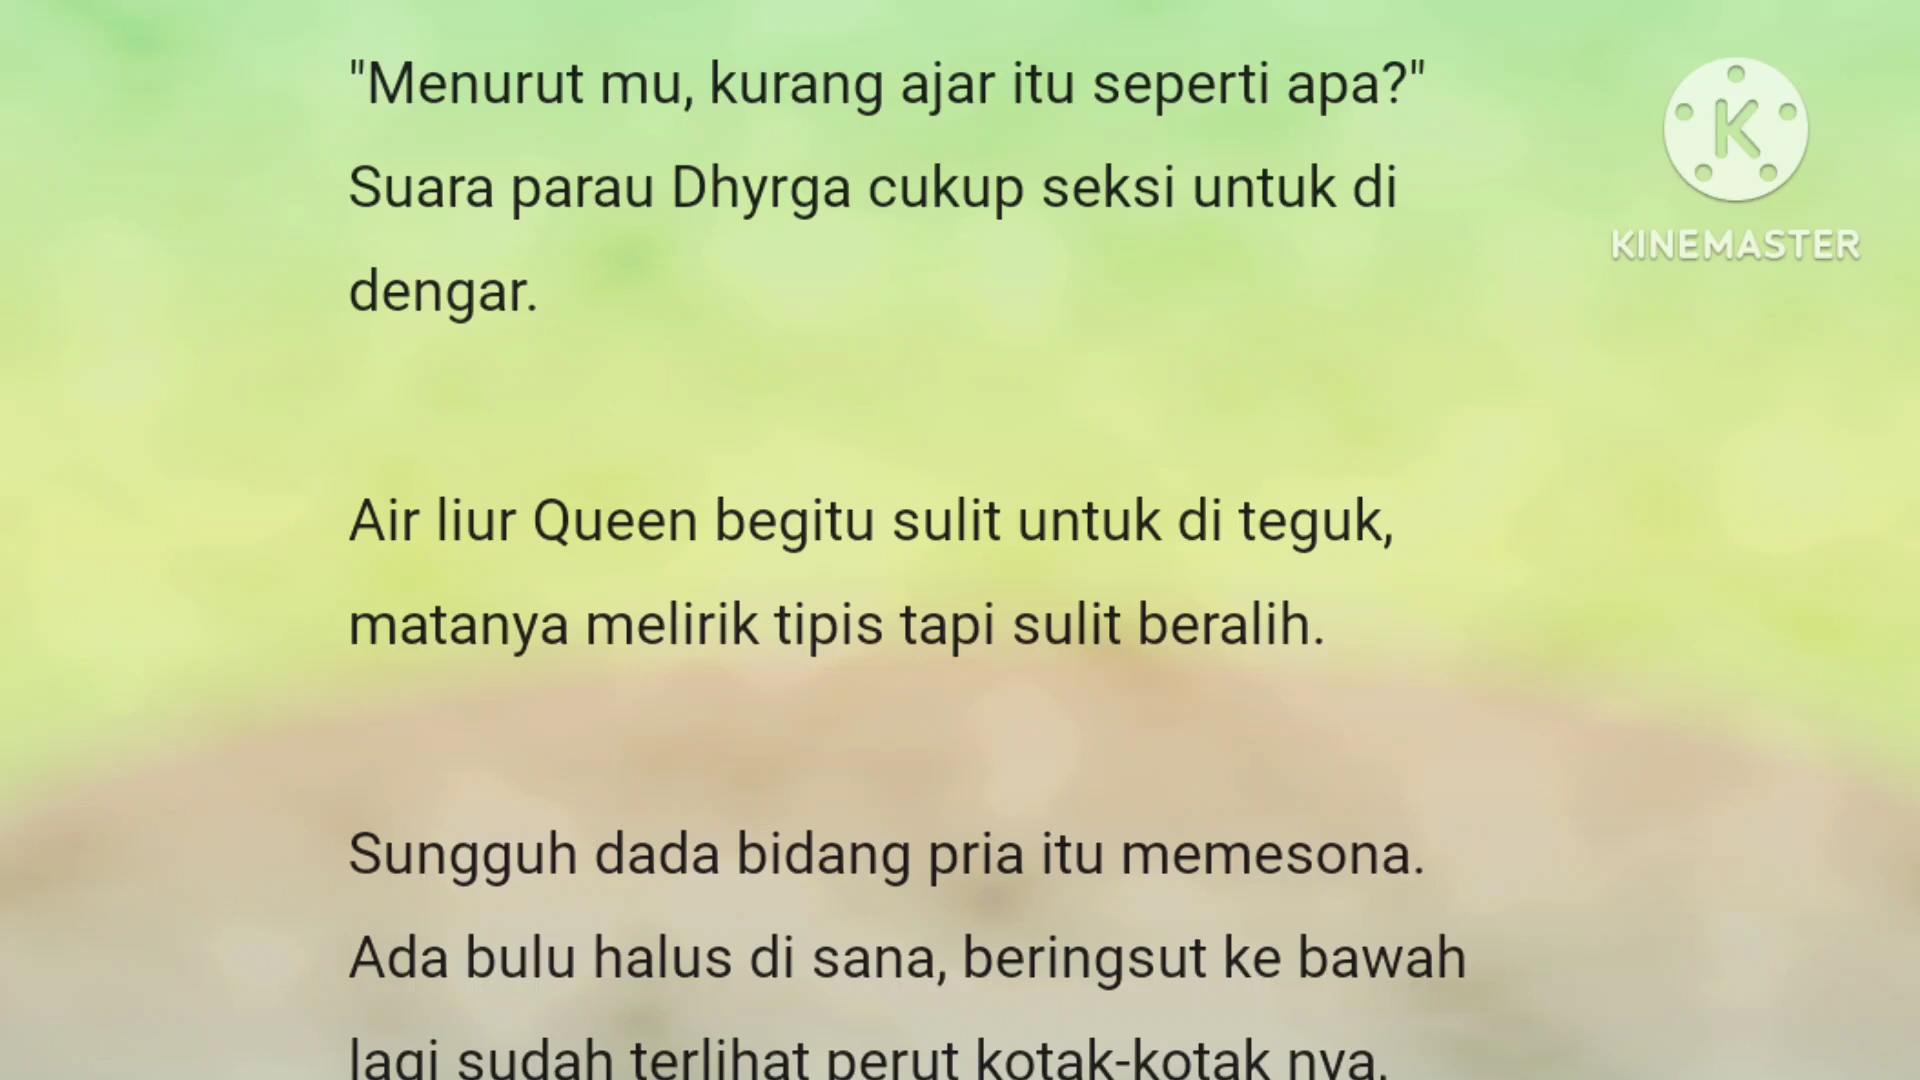 "Menurut mu, kurang ajar itu seperti apa?"
Suara parau Dhyrga cukup seksi untuk di
dengar.
Air liur Queen begitu sulit untuk di teguk,
matanya melirik tipis tapi sulit beralih.
Sungguh dada bidang pria itu memesona.
Ada bulu halus di sana, beringsut ke bawah
lagi sudah terlihat perut kotak-kotak nya.
K
KINEMASTER